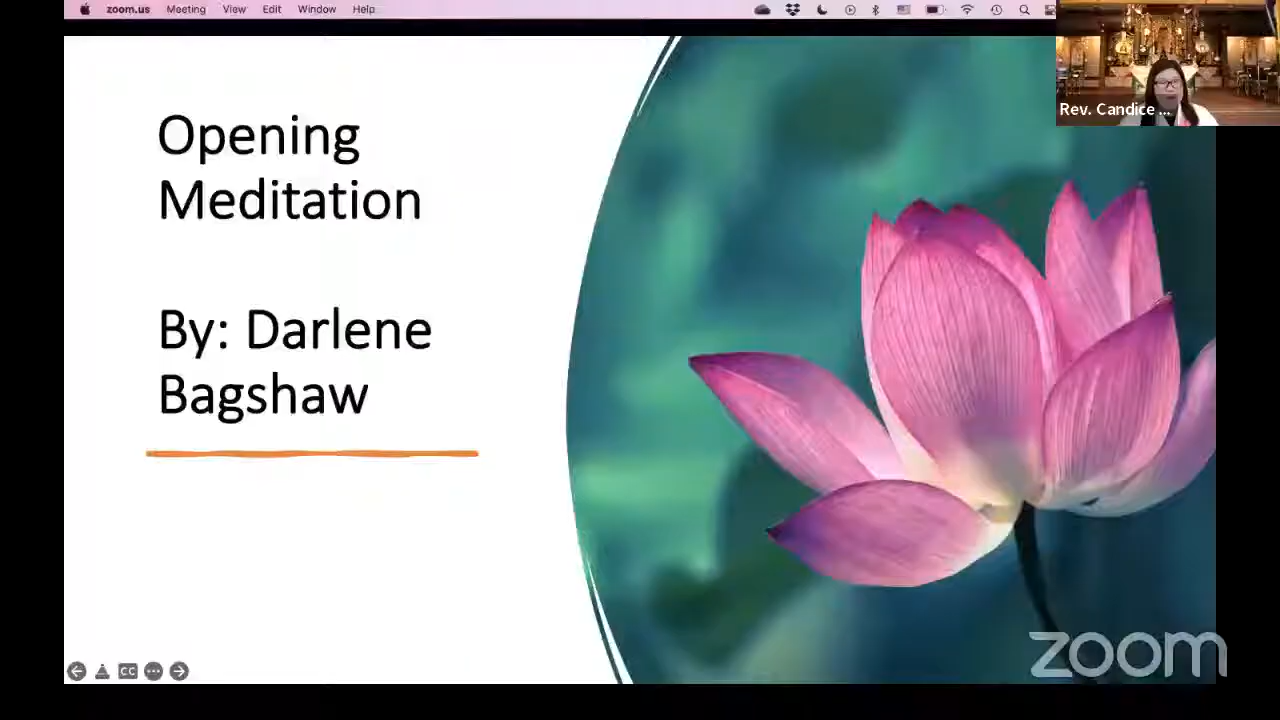 zoom.us Meeting View Edit Window Help
Rev. Candice ...
Opening
Meditation
By: Darlene
Bagshaw
CC
zoom